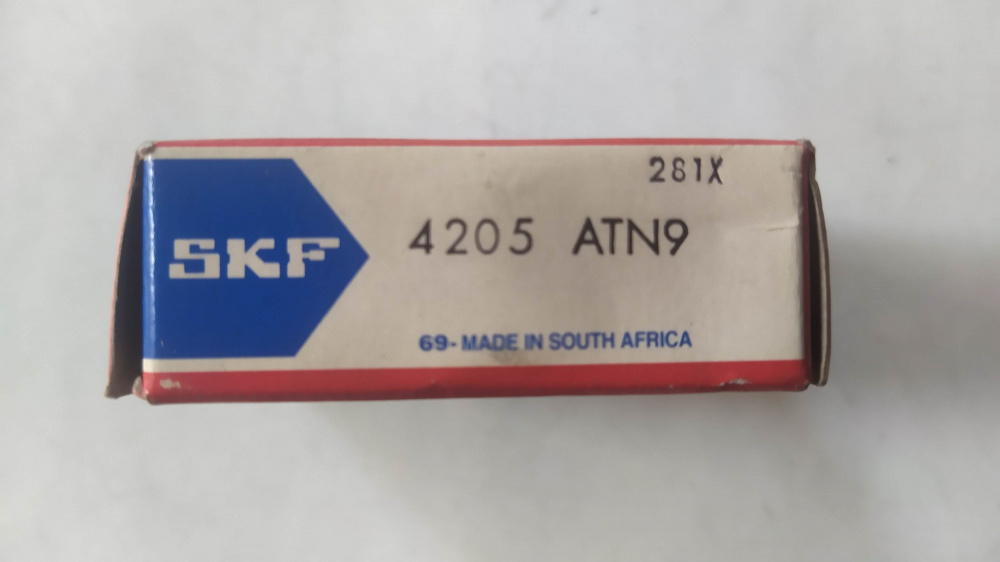 281X
SKF
4205 ATN9
69- MADE IN SOUTH AFRICA